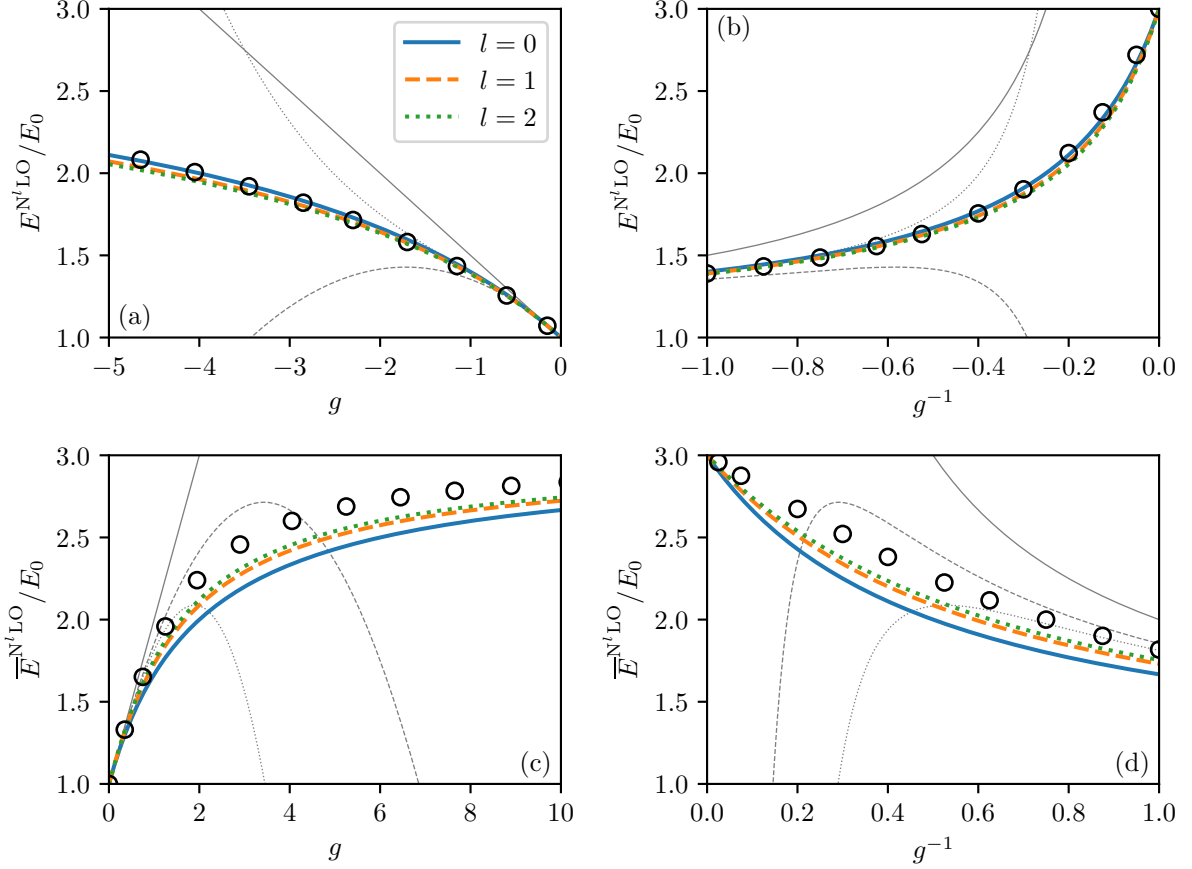 3.0
2.5
2.0
1.5
1.0
E^{N^l LO}/E_0
−5 −4 −3 −2 −1 0
g
(a)
l = 0
l = 1
l = 2
3.0
2.5
2.0
1.5
1.0
E^{N^l LO}/E_0
−1.0 −0.8 −0.6 −0.4 −0.2 0.0
g^{−1}
(b)
3.0
2.5
2.0
1.5
1.0
\overline{E}^{N^l LO}/E_0
0 2 4 6 8 10
g
(c)
3.0
2.5
2.0
1.5
1.0
\overline{E}^{N^l LO}/E_0
0.0 0.2 0.4 0.6 0.8 1.0
g^{−1}
(d)